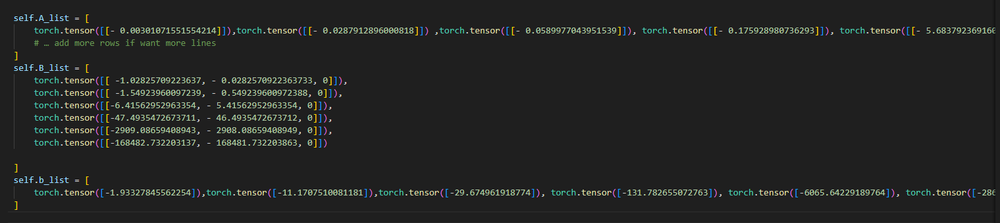 self.A_list = [
torch.tensor([[- 0.00301071551554214]]),torch.tensor([[- 0.0287912896000818]]) ,torch.tensor([[- 0.0589977043951539]]), torch.tensor([[- 0.175928980736293]]), torch.tensor([[- 5.683792369160
# … add more rows if want more lines
]
self.B_list = [
torch.tensor([[ -1.02825709223637, - 0.0282570922363733, 0]]),
torch.tensor([[ -1.54923960097239, - 0.549239600972388, 0]]),
torch.tensor([[-6.41562952963354, - 5.41562952963354, 0]]),
torch.tensor([[-47.4935472673711, - 46.4935472673712, 0]]),
torch.tensor([[-2909.08659408943, - 2908.08659408949, 0]]),
torch.tensor([[-168482.732203137, - 168481.732203863, 0]])
]
self.b_list = [
torch.tensor([-1.93327845562254]),torch.tensor([-11.1707510081181]),torch.tensor([-29.674961918774]), torch.tensor([-131.782655072763]), torch.tensor([-6065.64229189764]), torch.tensor([-286
]